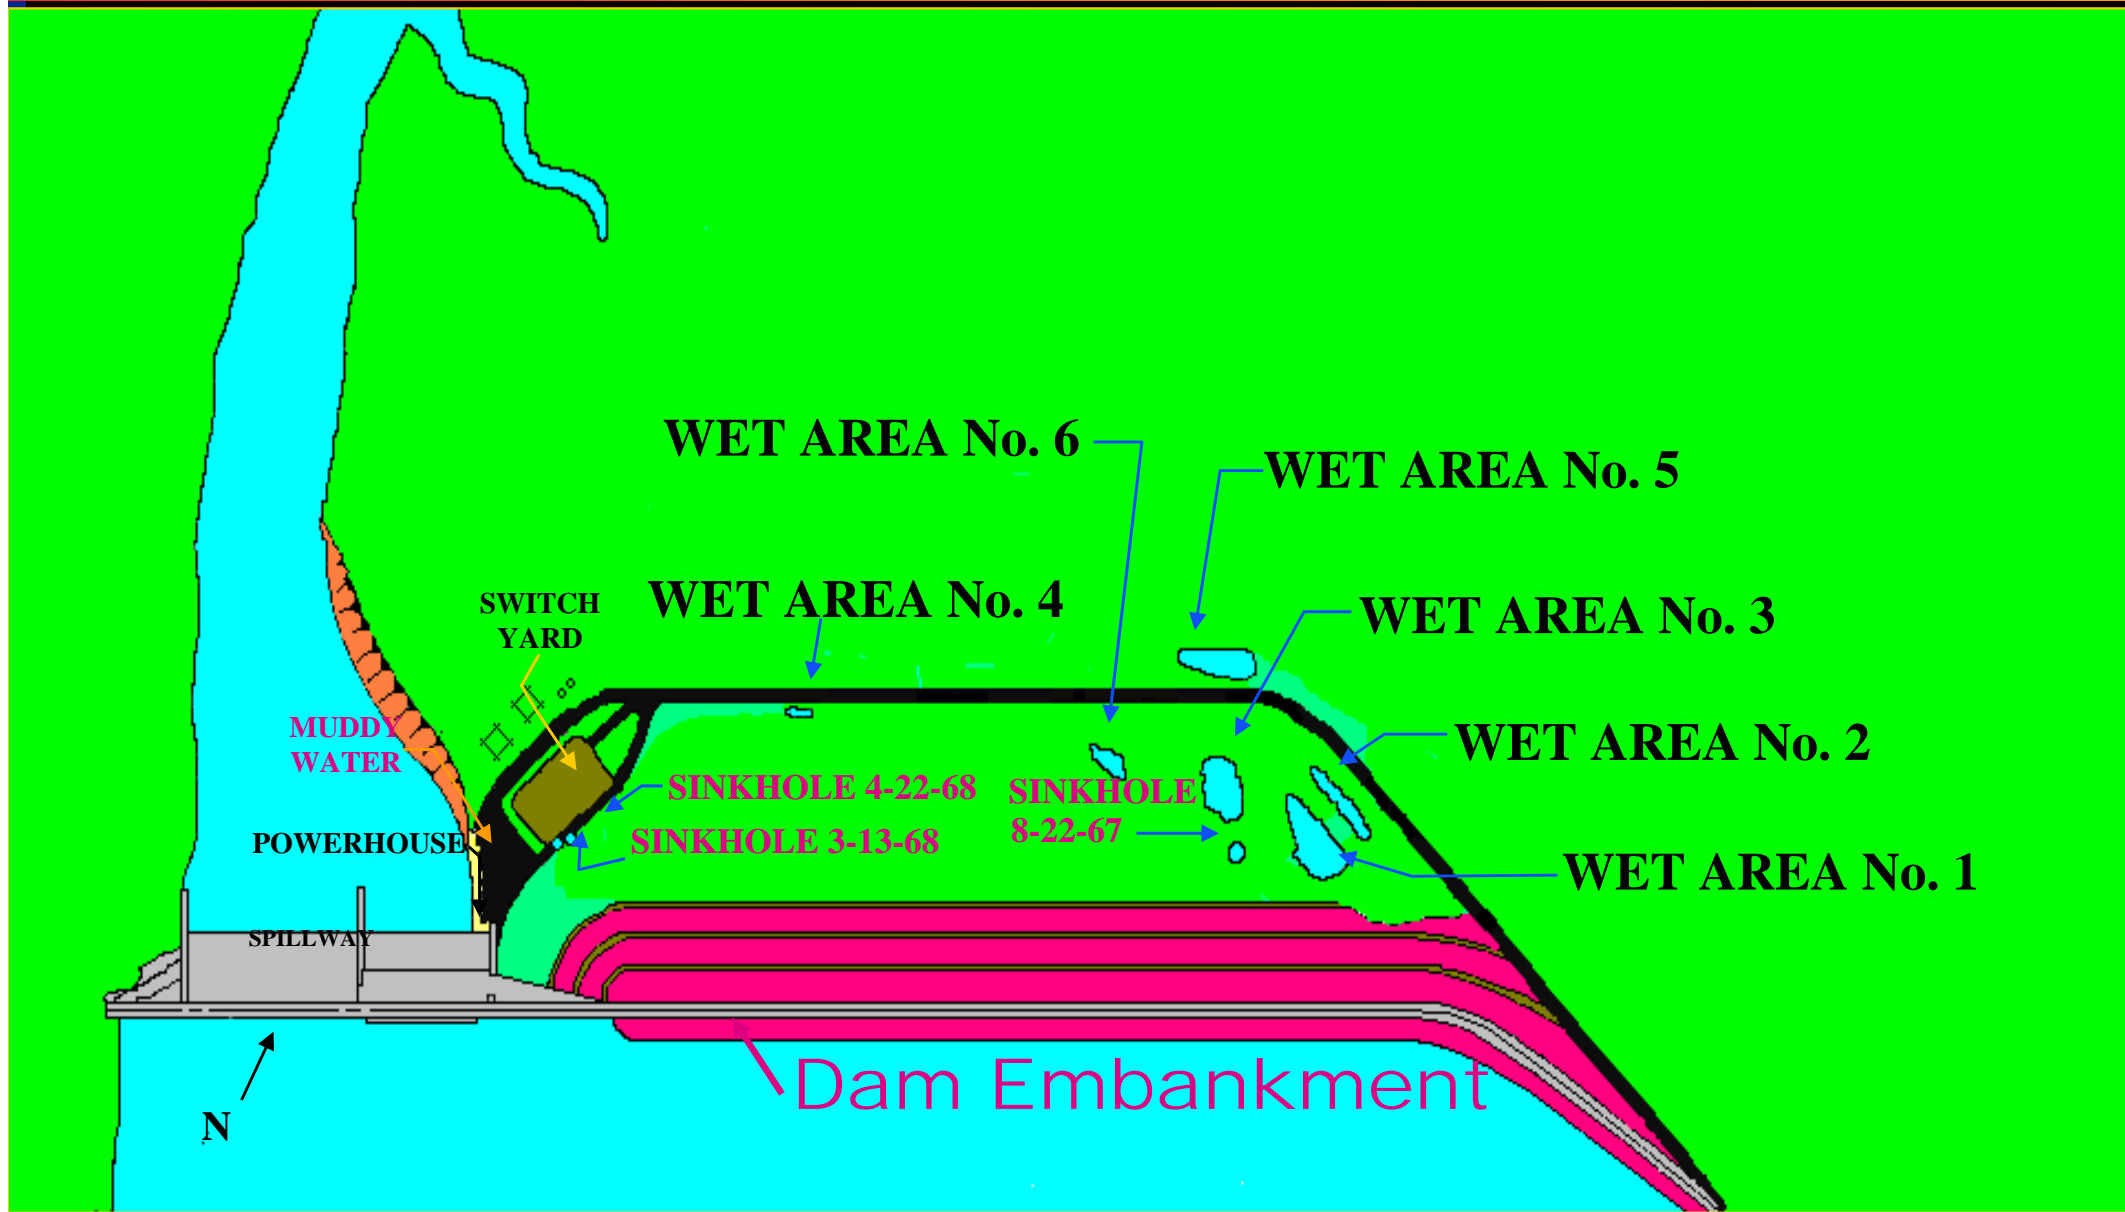 WET AREA No. 6
WET AREA No. 5
SWITCH
YARD
WET AREA No. 4
WET AREA No. 3
MUDDY
WATER
WET AREA No. 2
SINKHOLE 4-22-68
SINKHOLE
8-22-67
POWERHOUSE
SINKHOLE 3-13-68
WET AREA No. 1
SPILLWAY
Dam Embankment
N